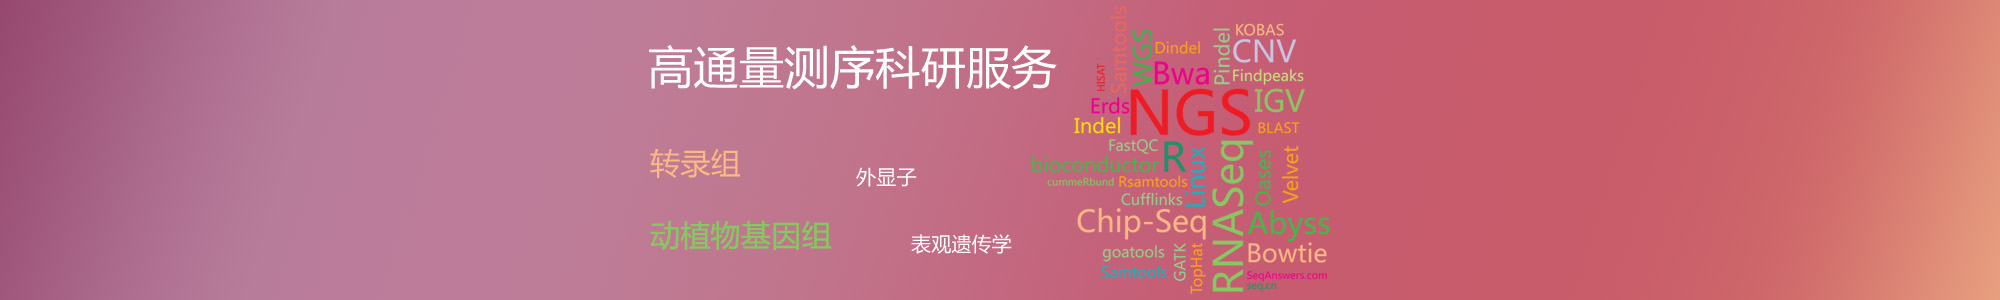 高通量测序科研服务
转录组
外显子
动植物基因组
表观遗传学
Samtools
WGS
Dindel
Pindel
KOBAS
CNV
HISAT
Bwa
Findpeaks
Erds
NGS
IGV
Indel
BLAST
FastQC
R
bioconductor
Linux
RNASeq
Oases
Velvet
cummeRbund
Rsamtools
Cufflinks
Chip-Seq
Abyss
goatools
GATK
TopHat
Bowtie
Samtools
SeqAnswers.com
seq.cn